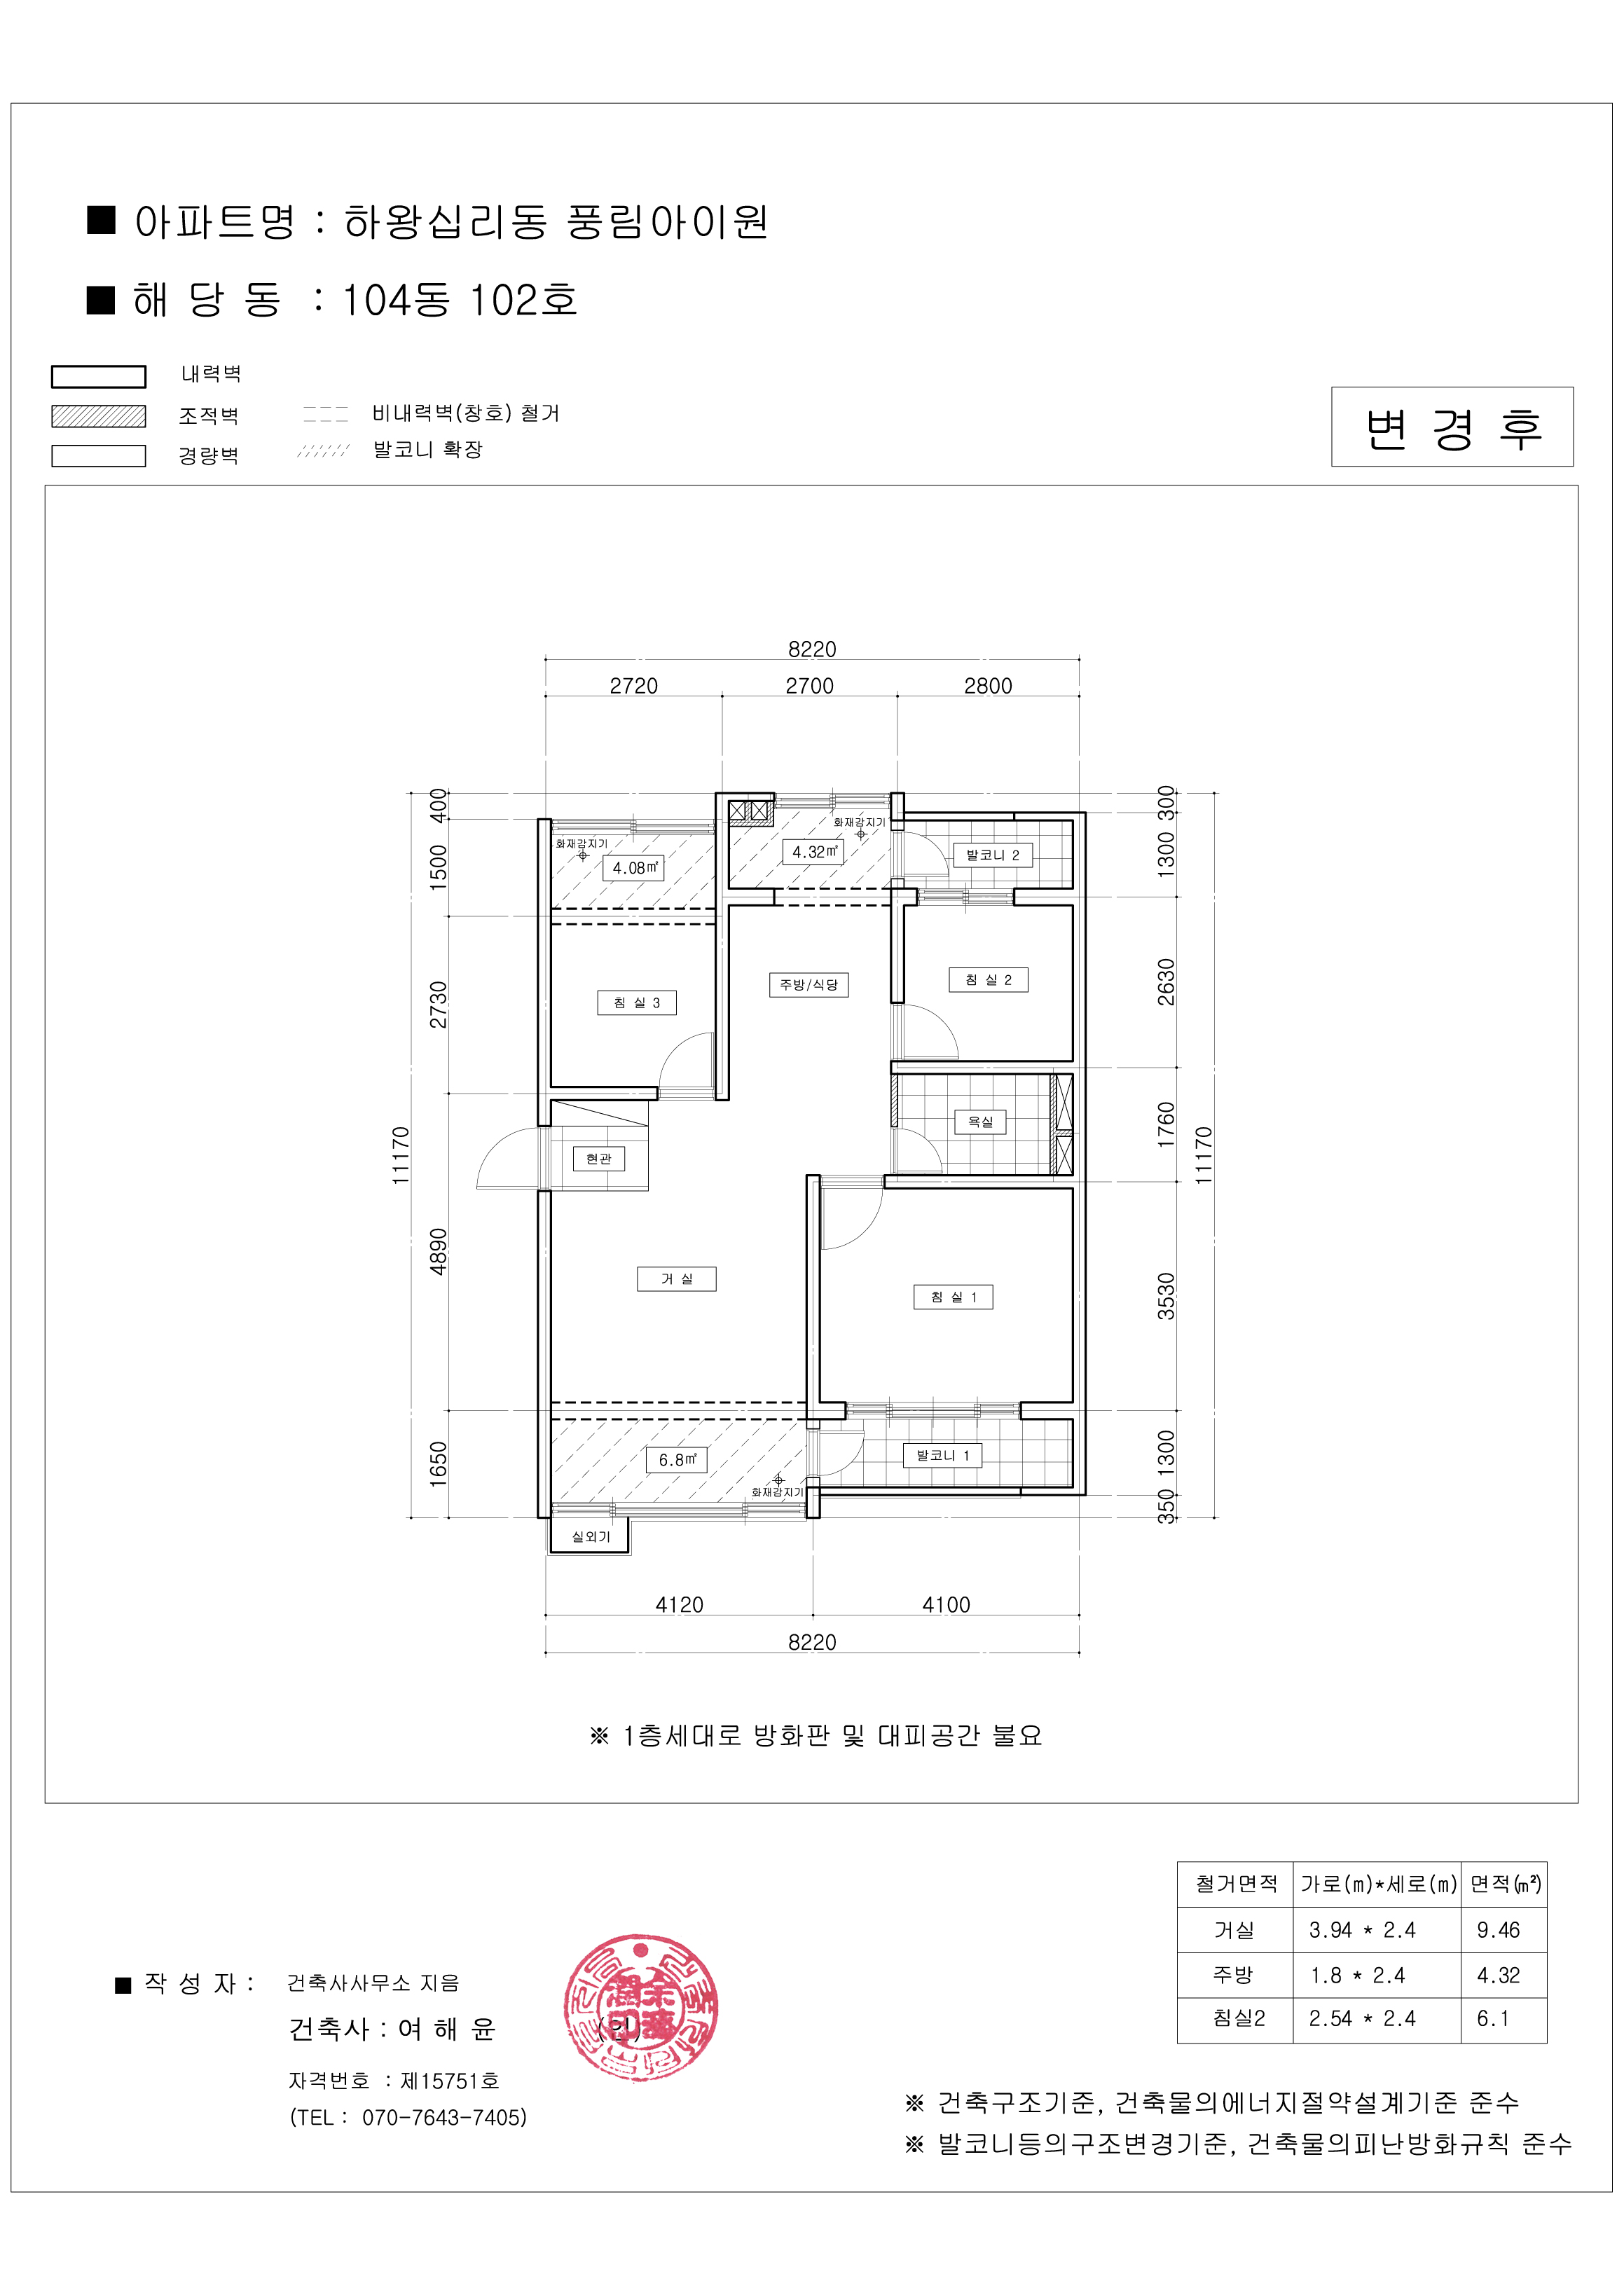 ■ 아파트명 : 하왕십리동 풍림아이원
■ 해 당 동 : 104동 102호
내력벽
조적벽
경량벽
비내력벽(창호) 철거
발코니 확장
변 경 후
8220
2720 2700 2800
400
1500
2730
4890
1650
11170
300
1300
2630
1760
3530
1300
350
11170
화재감지기
4.08㎡
화재감지기
4.32㎡
발코니 2
침 실 3
주방/식당
침 실 2
욕실
현관
거 실
침 실 1
6.8㎡
화재감지기
발코니 1
실외기
4120 4100
8220
※ 1층세대로 방화판 및 대피공간 불요
철거면적 가로(m)*세로(m) 면적(㎡)
거실 3.94 * 2.4 9.46
주방 1.8 * 2.4 4.32
침실2 2.54 * 2.4 6.1
■ 작 성 자 : 건축사사무소 지음
건축사 : 여 해 윤 (인)
자격번호 : 제15751호
(TEL : 070-7643-7405)
※ 건축구조기준, 건축물의에너지절약설계기준 준수
※ 발코니등의구조변경기준, 건축물의피난방화규칙 준수